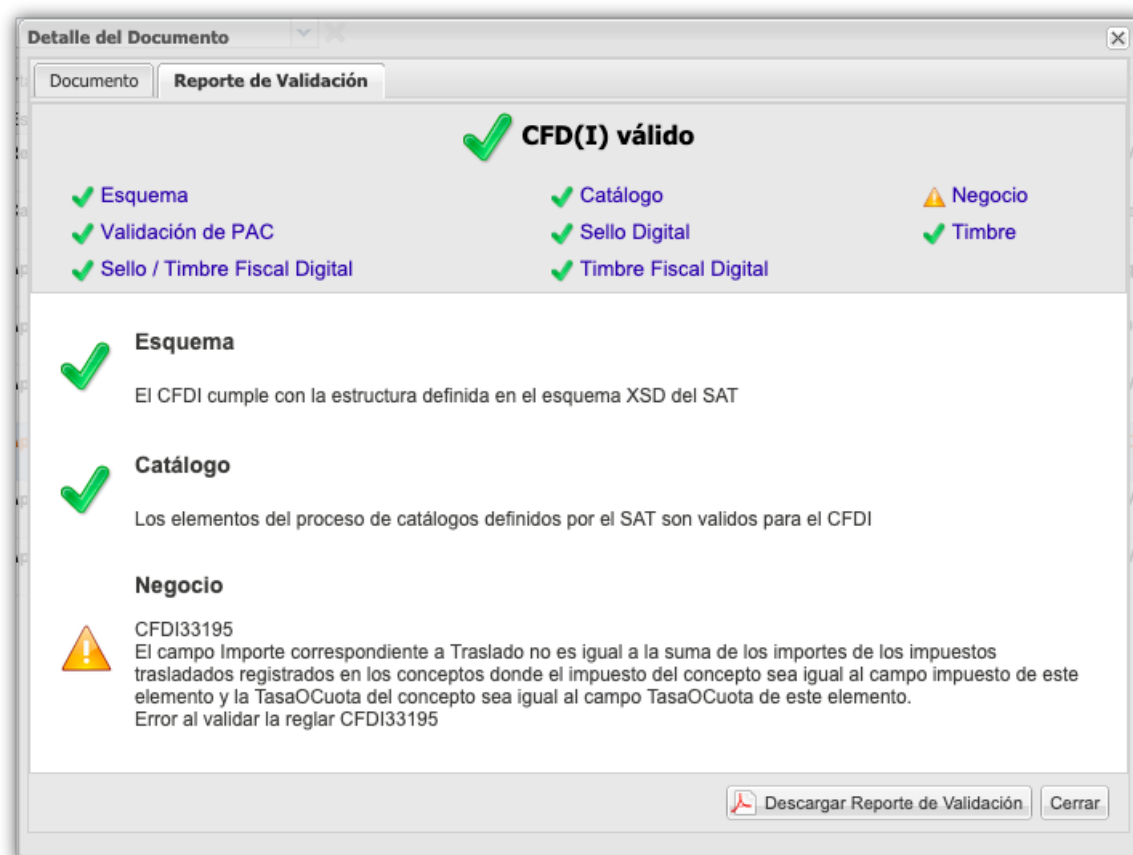 Detalle del Documento
Documento
Reporte de Validación
CFD(I) válido
Esquema
Catálogo
Negocio
Validación de PAC
Sello Digital
Timbre
Sello / Timbre Fiscal Digital
Timbre Fiscal Digital
Esquema
El CFDI cumple con la estructura definida en el esquema XSD del SAT
Catálogo
Los elementos del proceso de catálogos definidos por el SAT son validos para el CFDI
Negocio
CFDI33195
El campo Importe correspondiente a Traslado no es igual a la suma de los importes de los impuestos
trasladados registrados en los conceptos donde el impuesto del concepto sea igual al campo impuesto de este
elemento y la TasaOCuota del concepto sea igual al campo TasaOCuota de este elemento.
Error al validar la reglar CFDI33195
Descargar Reporte de Validación
Cerrar